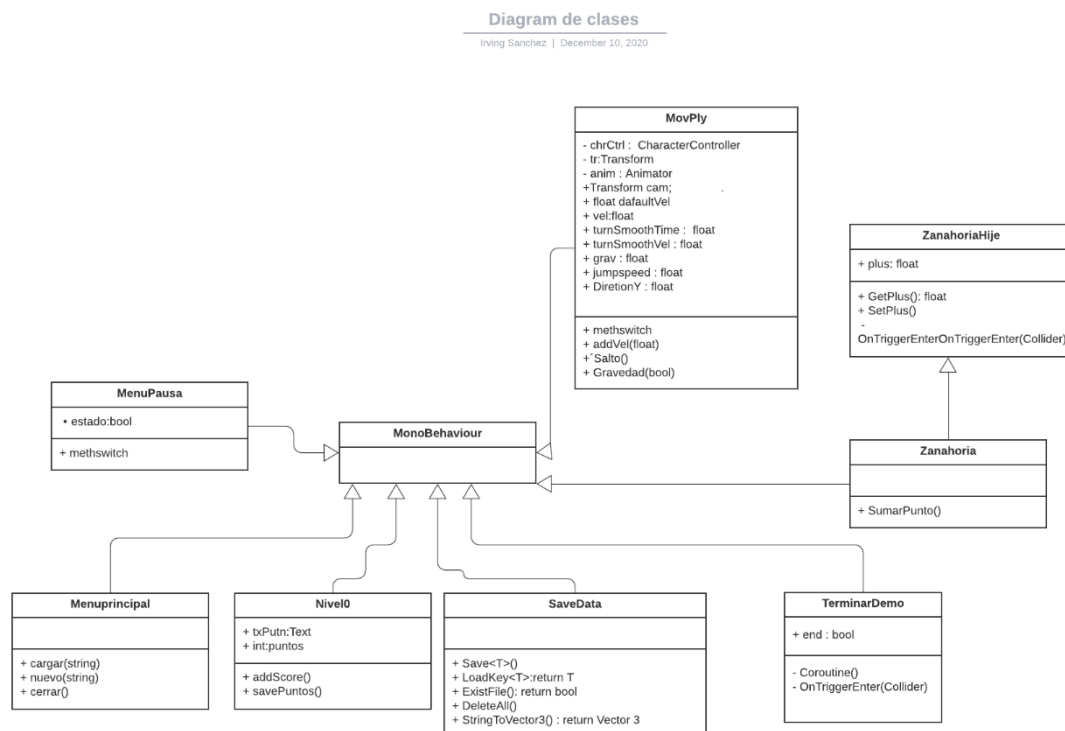 Diagram de clases
Irving Sanchez | December 10, 2020
MovPly
- chrCtrl : CharacterController
- tr:Transform
- anim : Animator
+Transform cam;
+ float dafaultVel
+ vel:float
+ turnSmoothTime : float
+ turnSmoothVel : float
+ grav : float
+ jumpspeed : float
+ DiretionY : float
+ methswitch
+ addVel(float)
+´Salto()
+ Gravedad(bool)
ZanahoriaHije
+ plus: float
+ GetPlus(): float
+ SetPlus()
-
OnTriggerEnterOnTriggerEnter(Collider)
MenuPausa
• estado:bool
+ methswitch
MonoBehaviour
Zanahoria
+ SumarPunto()
Menuprincipal
+ cargar(string)
+ nuevo(string)
+ cerrar()
Nivel0
+ txPutn:Text
+ int:puntos
+ addScore()
+ savePuntos()
SaveData
+ Save<T>()
+ LoadKey<T>:return T
+ ExistFile(): return bool
+ DeleteAll()
+ StringToVector3() : return Vector 3
TerminarDemo
+ end : bool
- Coroutine()
- OnTriggerEnter(Collider)